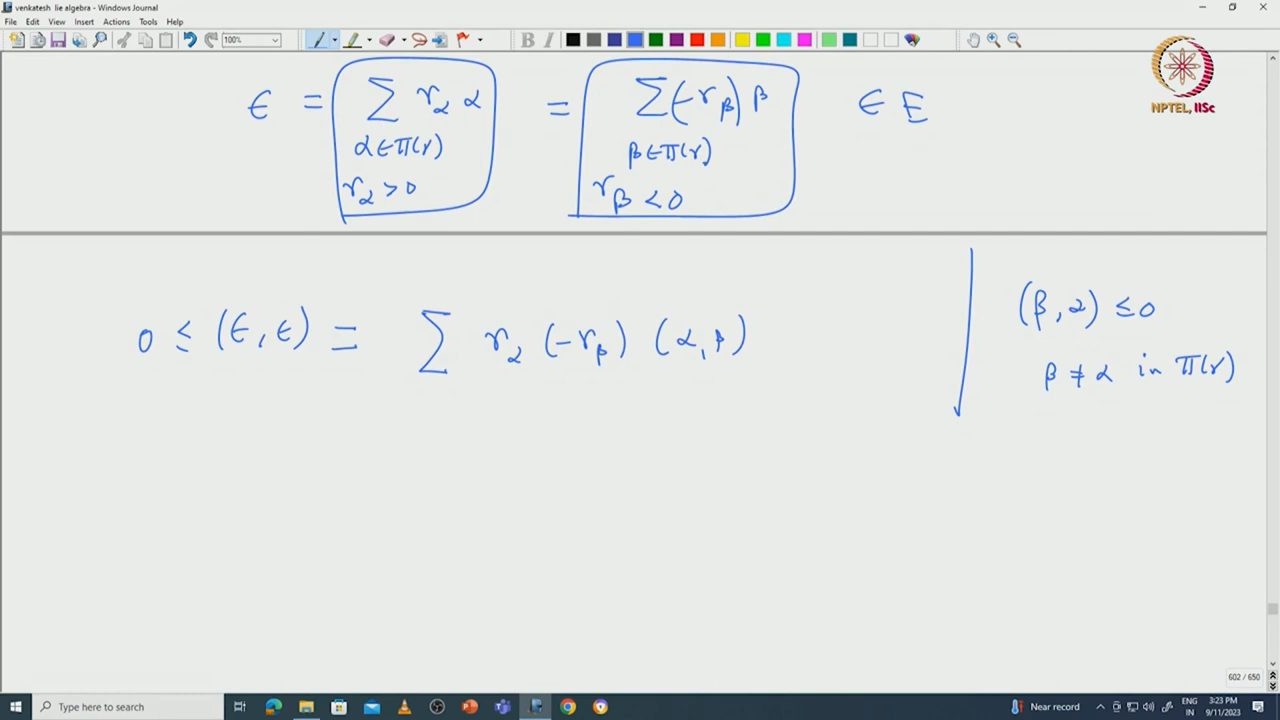 venkatesh lie algebra - Windows Journal
File Edit View Insert Actions Tools Help
100%
B I
NPTEL, IISc
ϵ = ∑ r_α α = ∑ (-r_β) β ∈ E
α∈Π(γ) β∈Π(γ)
r_α > 0 r_β < 0
0 ≤ (ϵ, ϵ) = ∑ r_α (-r_β) (α, β)
(β, α) ≤ 0
β ≠ α in Π(γ)
602 / 650
Type here to search
Near record
ENG
IN
3:23 PM
9/11/2023